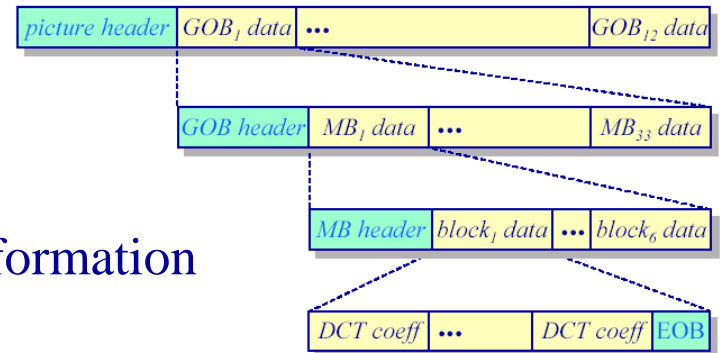 picture header GOB₁ data ••• GOB₁₂ data
GOB header MB₁ data ••• MB₃₃ data
MB header block₁ data ••• block₆ data
formation
DCT coeff ••• DCT coeff EOB